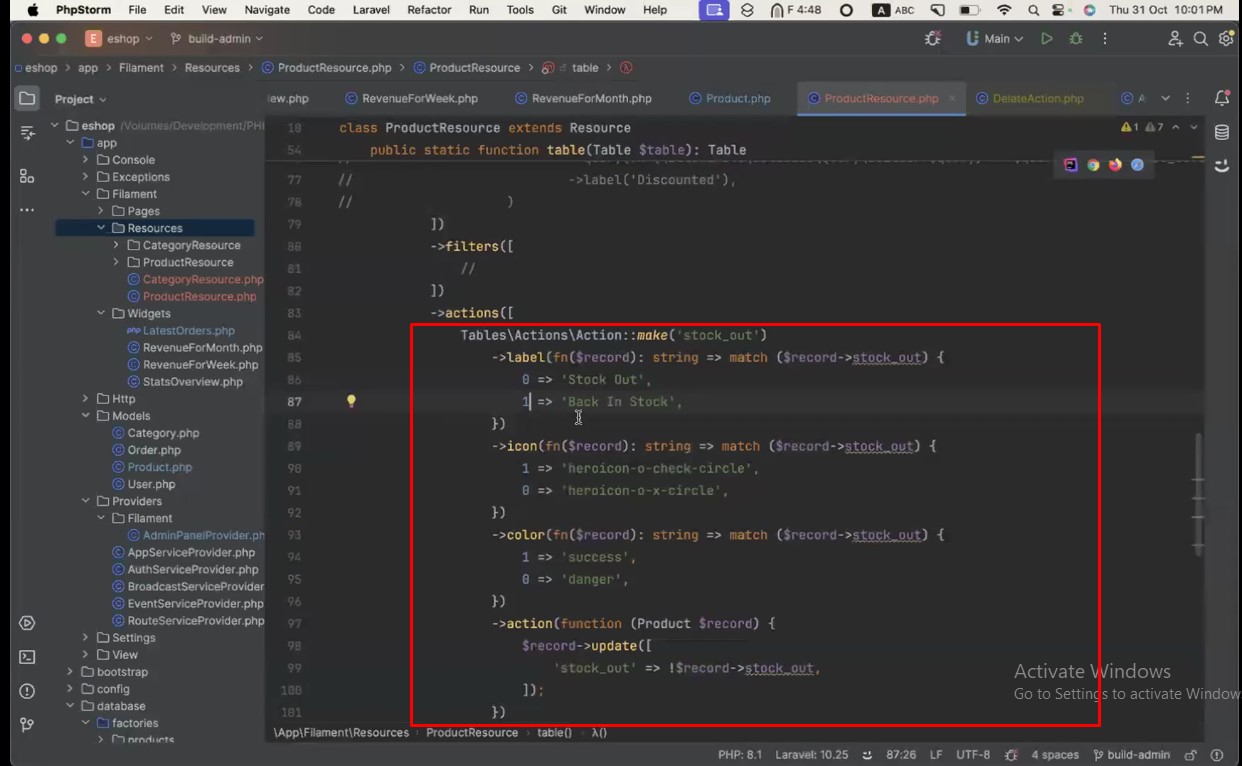 PhpStorm File Edit View Navigate Code Laravel Refactor Run Tools Git Window Help F 4:48 A ABC Thu 31 Oct 10:01 PM
E eshop build-admin Main
eshop app Filament Resources ProductResource.php ProductResource table
Project
iew.php RevenueForWeek.php RevenueForMonth.php Product.php ProductResource.php DeleteAction.php
eshop /Volumes/Development/PHI
app
Console
Exceptions
Filament
Pages
Resources
CategoryResource
ProductResource
CategoryResource.php
ProductResource.php
Widgets
php LatestOrders.php
RevenueForMonth.php
RevenueForWeek.php
StatsOverview.php
Http
Models
Category.php
Order.php
Product.php
User.php
Providers
Filament
AdminPanelProvider.ph
AppServiceProvider.php
AuthServiceProvider.php
BroadcastServiceProvider
EventServiceProvider.php
RouteServiceProvider.php
Settings
View
bootstrap
config
database
factories
products
18 class ProductResource extends Resource
54 public static function table(Table $table): Table
1 7
77 // ->label('Discounted'),
78 // )
79 ])
80 ->filters([
81 //
82 ])
83 ->actions([
84 Tables\Actions\Action::make('stock_out')
85 ->label(fn($record): string => match ($record->stock_out) {
86 0 => 'Stock Out',
87 1 => 'Back In Stock',
88 })
89 ->icon(fn($record): string => match ($record->stock_out) {
90 1 => 'heroicon-o-check-circle',
91 0 => 'heroicon-o-x-circle',
92 })
93 ->color(fn($record): string => match ($record->stock_out) {
94 1 => 'success',
95 0 => 'danger',
96 })
97 ->action(function (Product $record) {
98 $record->update([
99 'stock_out' => !$record->stock_out,
100 ]);
101 })
Activate Windows
Go to Settings to activate Window
\App\Filament\Resources ProductResource table() λ()
PHP: 8.1 Laravel: 10.25 87:26 LF UTF-8 4 spaces build-admin